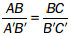 AB/A'B' = BC/B'C'